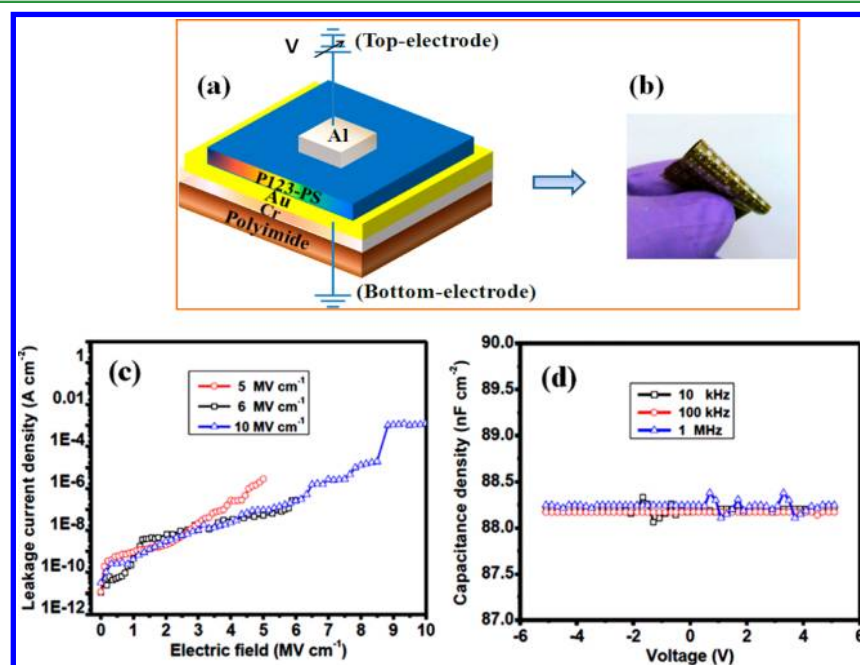 V
(Top-electrode)
(a)
(b)
Al
P123-PS
Au
Cr
Polyimide
(Bottom-electrode)
(c)
Leakage current density (A cm⁻²)
1
0.01
1E-4
1E-6
1E-8
1E-10
1E-12
5 MV cm⁻¹
6 MV cm⁻¹
10 MV cm⁻¹
0 1 2 3 4 5 6 7 8 9 10
Electric field (MV cm⁻¹)
(d)
Capacitance density (nF cm⁻²)
90.0
89.5
89.0
88.5
88.0
87.5
87.0
10 kHz
100 kHz
1 MHz
-6 -4 -2 0 2 4 6
Voltage (V)